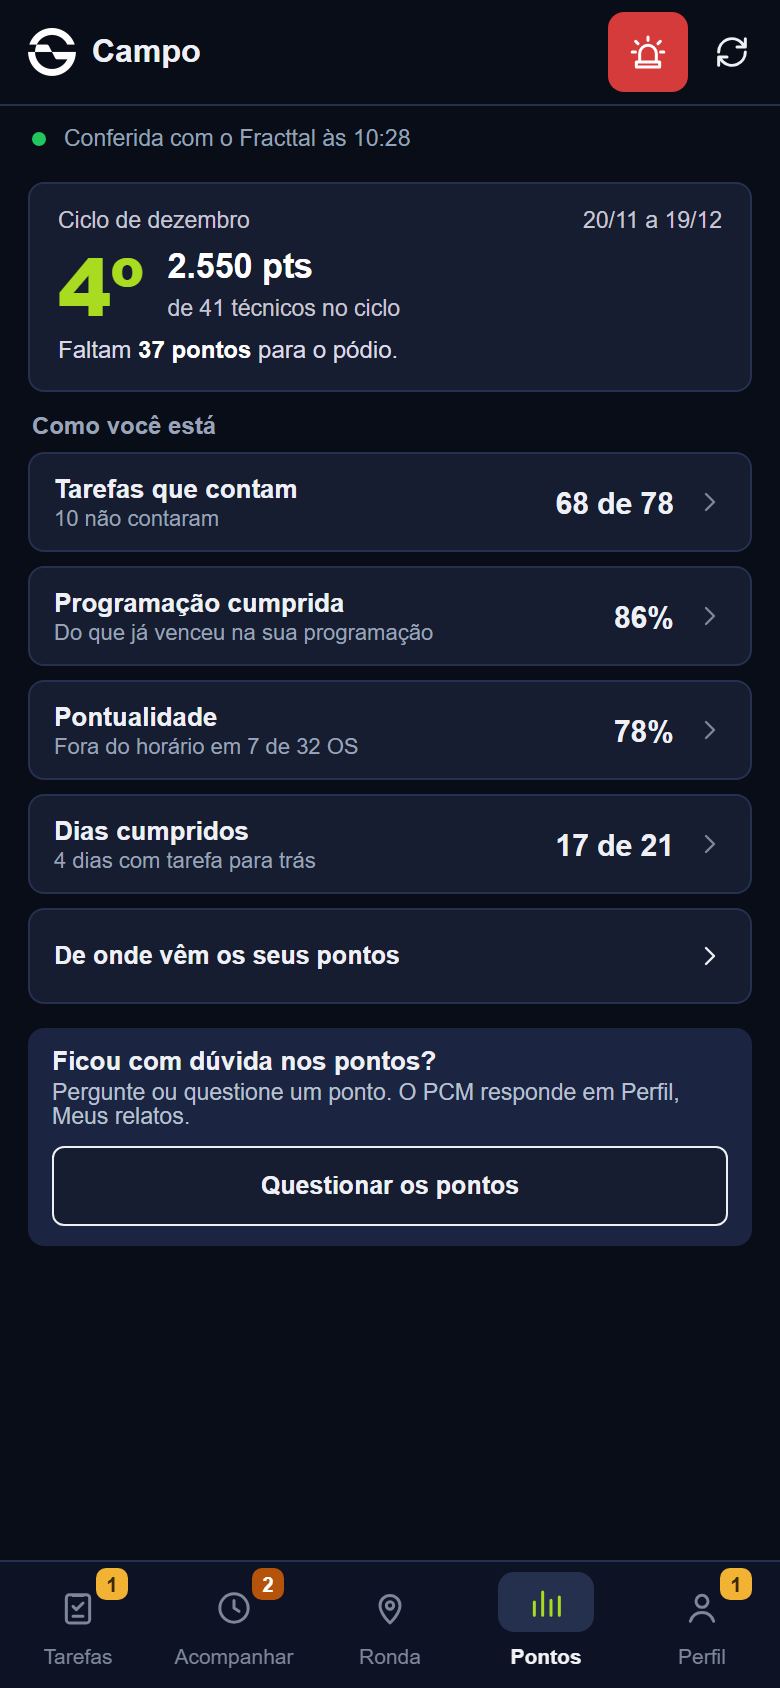 Campo
Conferida com o Fracttal às 10:28
Ciclo de dezembro 20/11 a 19/12
4º 2.550 pts
de 41 técnicos no ciclo
Faltam 37 pontos para o pódio.
Como você está
Tarefas que contam
10 não contaram
68 de 78
Programação cumprida
Do que já venceu na sua programação
86%
Pontualidade
Fora do horário em 7 de 32 OS
78%
Dias cumpridos
4 dias com tarefa para trás
17 de 21
De onde vêm os seus pontos
Ficou com dúvida nos pontos?
Pergunte ou questione um ponto. O PCM responde em Perfil,
Meus relatos.
Questionar os pontos
1 2 1
Tarefas Acompanhar Ronda Pontos Perfil